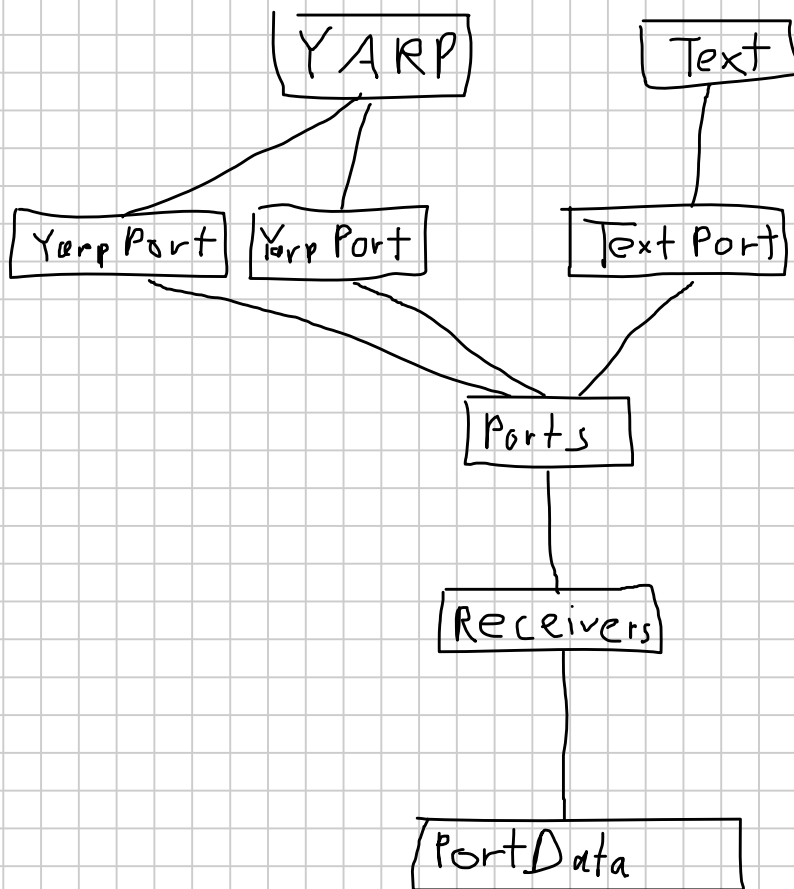 YARP
Text
Yarp Port
Yarp Port
Text Port
Ports
Receivers
PortData